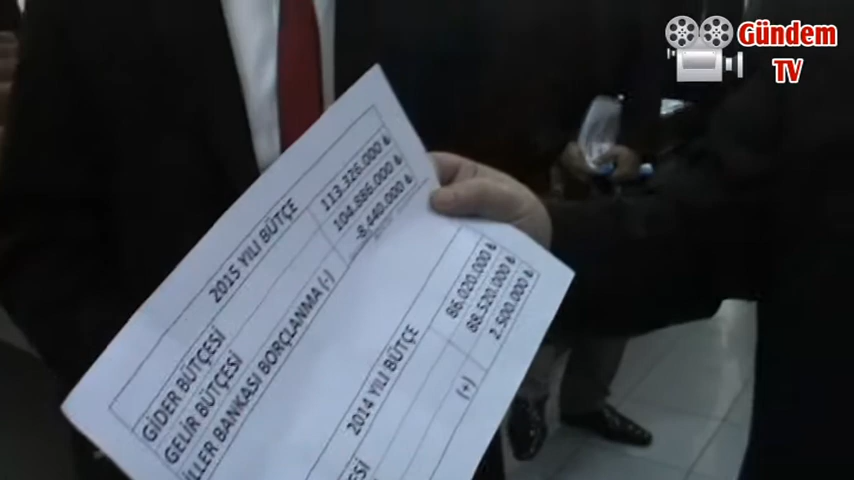 Gündem
TV
2015 YILI BÜTÇE
GİDER BÜTÇESİ 113.326.000 ₺
GELİR BÜTÇESİ 104.886.000 ₺
İLLER BANKASI BORÇLANMA (-) -8.440.000 ₺
2014 YILI BÜTÇE
86.020.000 ₺
88.520.000 ₺
(+) 2.500.000 ₺